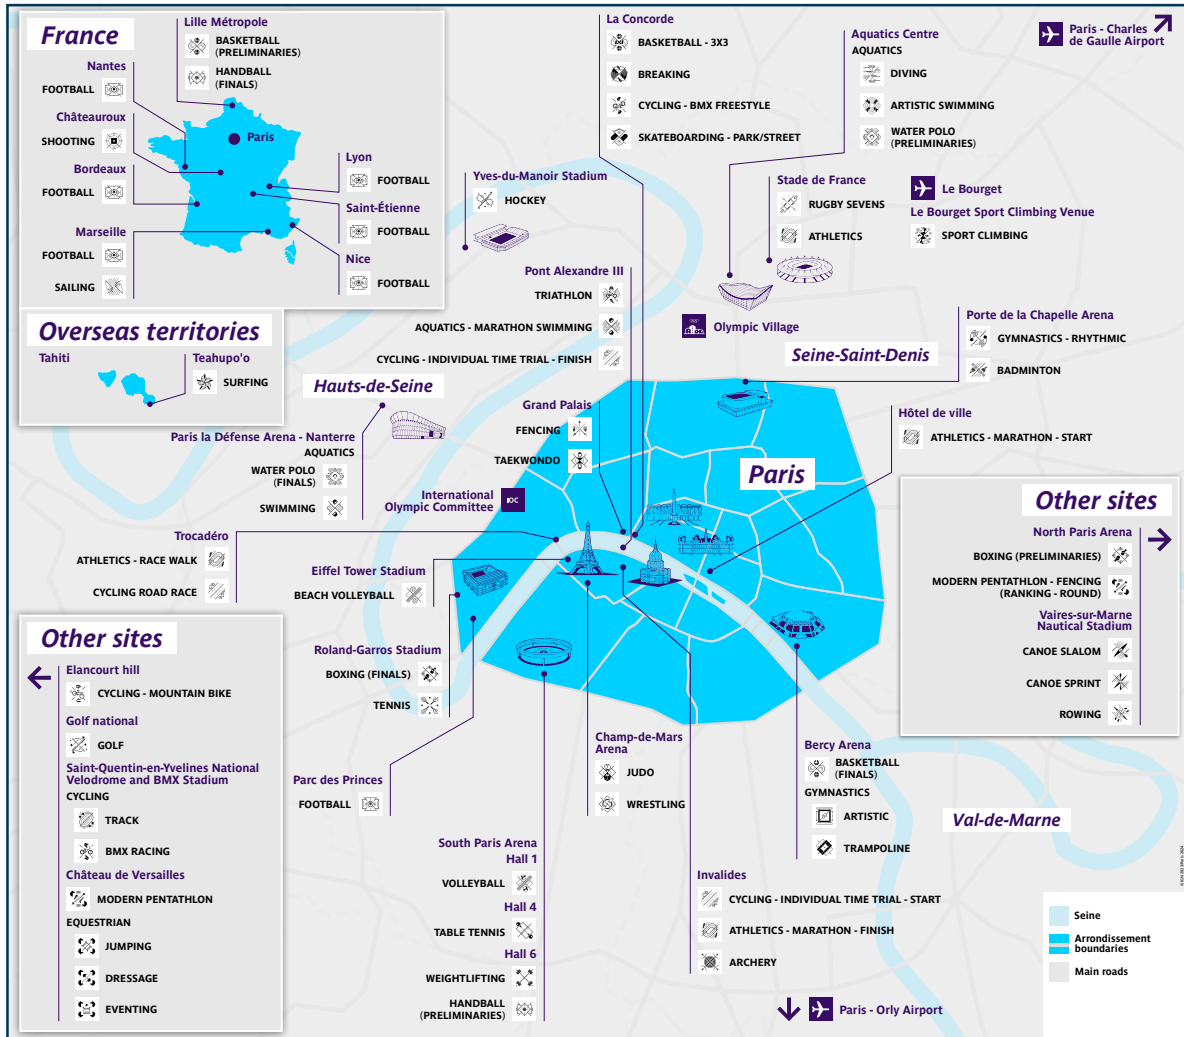 France
Lille Métropole
BASKETBALL
(PRELIMINARIES)
HANDBALL
(FINALS)
Nantes
FOOTBALL
Châteauroux
SHOOTING
Bordeaux
FOOTBALL
Marseille
FOOTBALL
SAILING
Paris
Lyon
FOOTBALL
Saint-Étienne
FOOTBALL
Nice
FOOTBALL
Overseas territories
Tahiti
Teahupo'o
SURFING
La Concorde
BASKETBALL - 3X3
BREAKING
CYCLING - BMX FREESTYLE
SKATEBOARDING - PARK/STREET
Aquatics Centre
AQUATICS
DIVING
ARTISTIC SWIMMING
WATER POLO
(PRELIMINARIES)
Paris - Charles
de Gaulle Airport
Yves-du-Manoir Stadium
HOCKEY
Stade de France
RUGBY SEVENS
ATHLETICS
Le Bourget
Le Bourget Sport Climbing Venue
SPORT CLIMBING
Pont Alexandre III
TRIATHLON
AQUATICS - MARATHON SWIMMING
CYCLING - INDIVIDUAL TIME TRIAL - FINISH
Olympic Village
Seine-Saint-Denis
Porte de la Chapelle Arena
GYMNASTICS - RHYTHMIC
BADMINTON
Hauts-de-Seine
Paris la Défense Arena - Nanterre
AQUATICS
WATER POLO
(FINALS)
SWIMMING
Grand Palais
FENCING
TAEKWONDO
Hôtel de ville
ATHLETICS - MARATHON - START
Paris
International
Olympic Committee
IOC
Trocadéro
ATHLETICS - RACE WALK
CYCLING ROAD RACE
Eiffel Tower Stadium
BEACH VOLLEYBALL
Roland-Garros Stadium
BOXING (FINALS)
TENNIS
Parc des Princes
FOOTBALL
Other sites
North Paris Arena
BOXING (PRELIMINARIES)
MODERN PENTATHLON - FENCING
(RANKING - ROUND)
Vaires-sur-Marne
Nautical Stadium
CANOE SLALOM
CANOE SPRINT
ROWING
Other sites
Elancourt hill
CYCLING - MOUNTAIN BIKE
Golf national
GOLF
Saint-Quentin-en-Yvelines National
Velodrome and BMX Stadium
CYCLING
TRACK
BMX RACING
Château de Versailles
MODERN PENTATHLON
EQUESTRIAN
JUMPING
DRESSAGE
EVENTING
Champ-de-Mars
Arena
JUDO
WRESTLING
South Paris Arena
Hall 1
VOLLEYBALL
Hall 4
TABLE TENNIS
Hall 6
WEIGHTLIFTING
HANDBALL
(PRELIMINARIES)
Bercy Arena
BASKETBALL
(FINALS)
GYMNASTICS
ARTISTIC
TRAMPOLINE
Val-de-Marne
Invalides
CYCLING - INDIVIDUAL TIME TRIAL - START
ATHLETICS - MARATHON - FINISH
ARCHERY
Paris - Orly Airport
Seine
Arrondissement
boundaries
Main roads